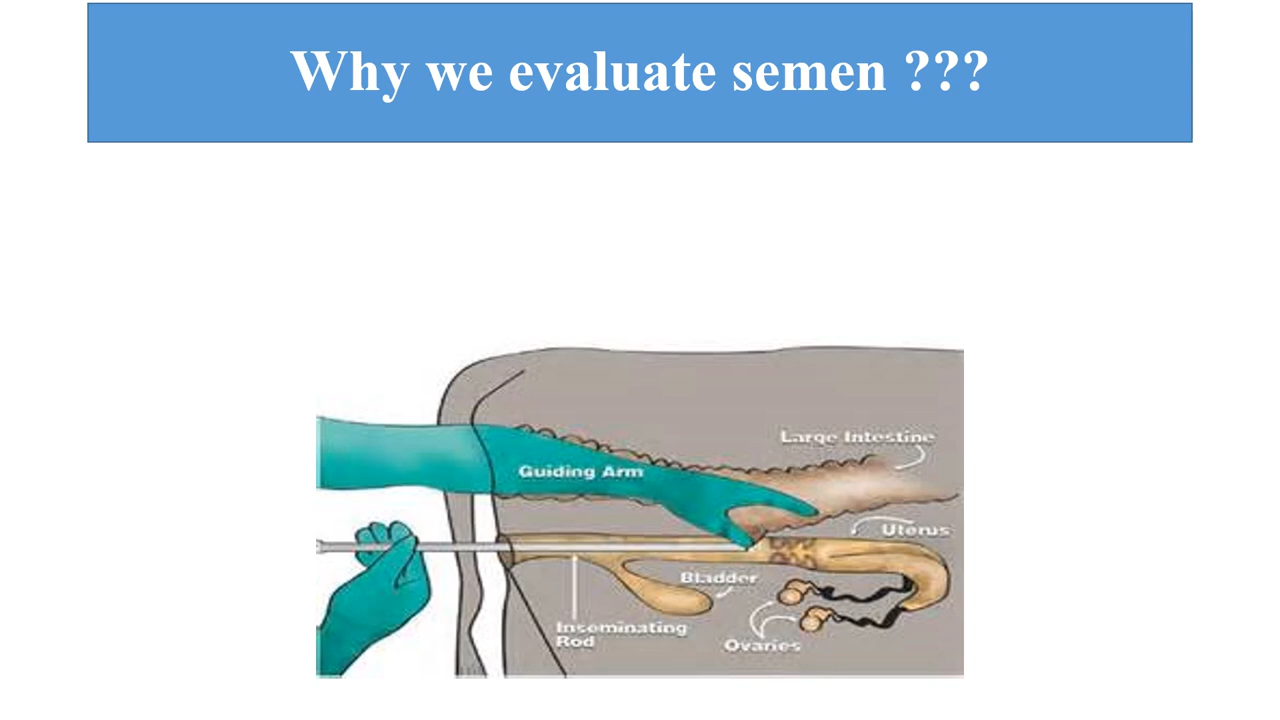 Why we evaluate semen ???
Large Intestine
Guiding Arm
Uterus
Bladder
Inseminating
Rod
Ovaries